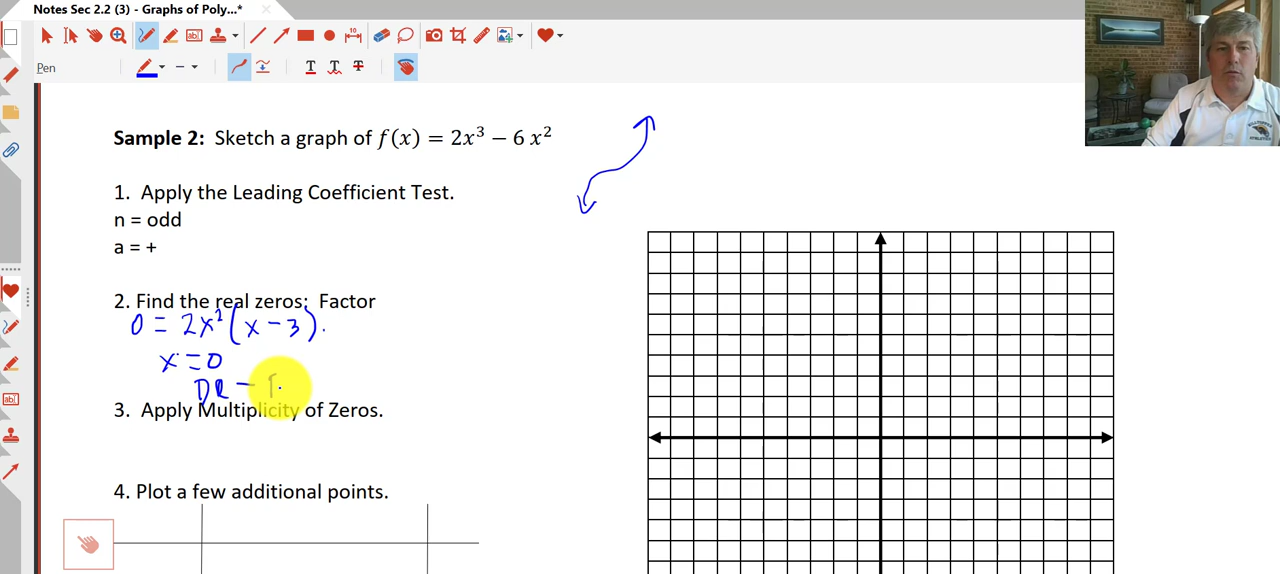 Notes Sec 2.2 (3) - Graphs of Poly...*
Pen
Sample 2: Sketch a graph of f(x) = 2x³ − 6 x²
1. Apply the Leading Coefficient Test.
n = odd
a = +
2. Find the real zeros: Factor
0 = 2x²(x − 3).
x = 0
DR −
3. Apply Multiplicity of Zeros.
4. Plot a few additional points.